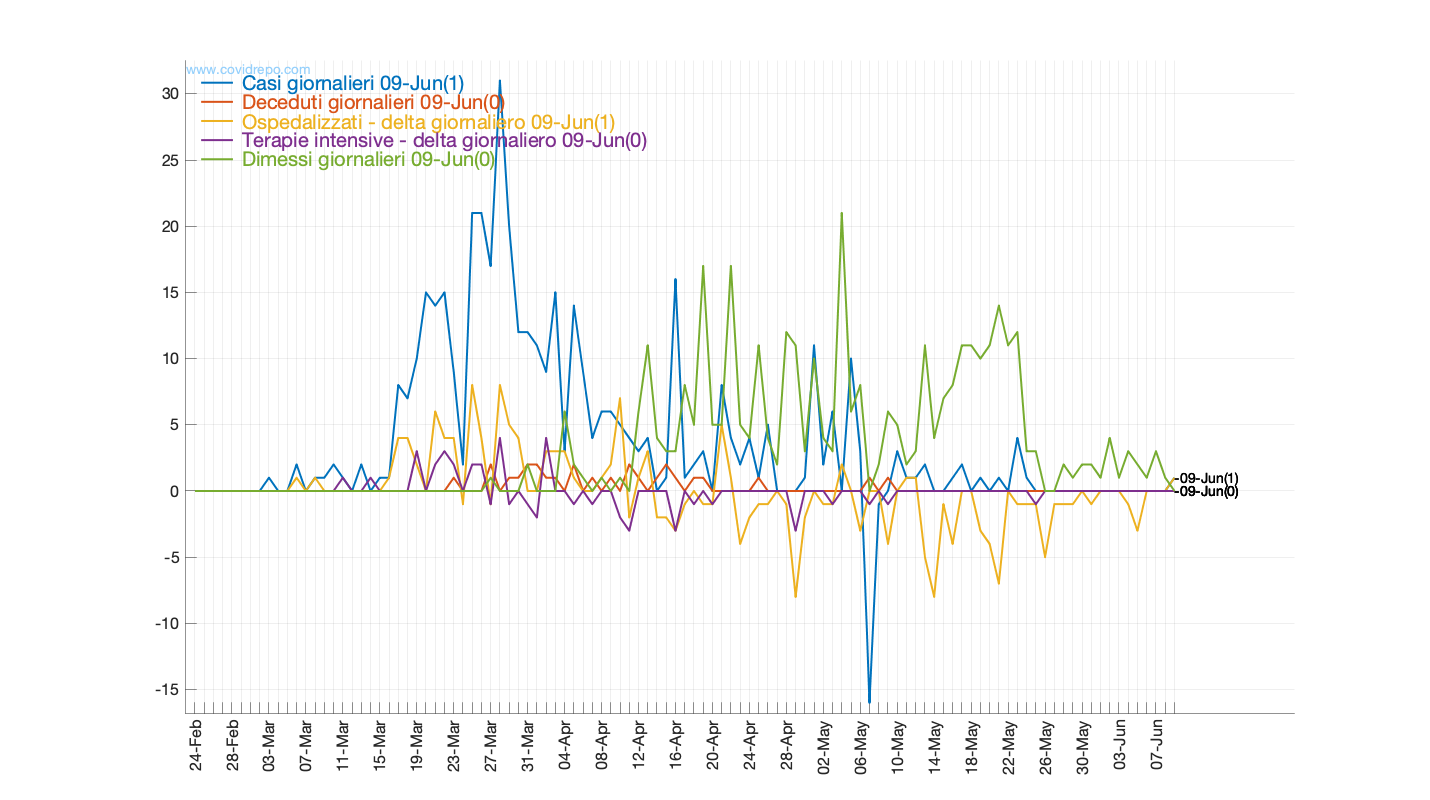 www.covidrepo.com
Casi giornalieri 09-Jun(1)
Deceduti giornalieri 09-Jun(0)
Ospedalizzati - delta giornaliero 09-Jun(1)
Terapie intensive - delta giornaliero 09-Jun(0)
Dimessi giornalieri 09-Jun(0)
30
25
20
15
10
5
0
-5
-10
-15
09-Jun(1)
09-Jun(0)
24-Feb
28-Feb
03-Mar
07-Mar
11-Mar
15-Mar
19-Mar
23-Mar
27-Mar
31-Mar
04-Apr
08-Apr
12-Apr
16-Apr
20-Apr
24-Apr
28-Apr
02-May
06-May
10-May
14-May
18-May
22-May
26-May
30-May
03-Jun
07-Jun